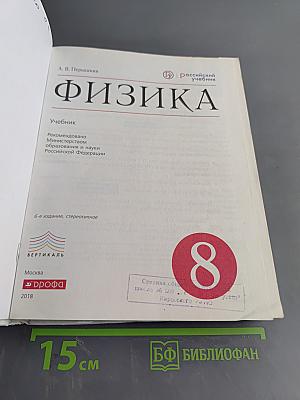 А. В. Перышкин
российский
учебник
ФИЗИКА
Учебник
Рекомендовано
Министерством
образования и науки
Российской Федерации
6-е издание, стереотипное
ВЕРТИКАЛЬ
8
Москва
дрофа
2018
15 см
БФ БИБЛИОФАН